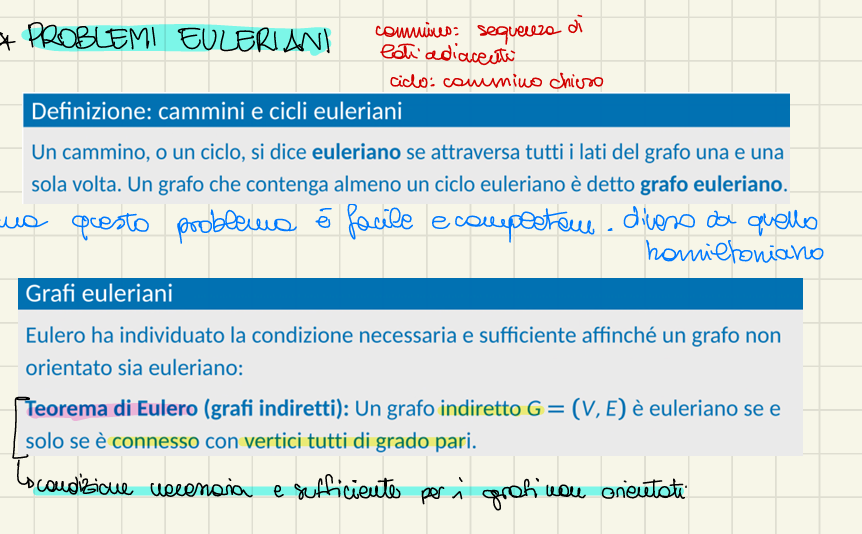 * PROBLEMI EULERIANI
cammino: sequenza di
lati adiacenti
ciclo: cammino chiuso
Definizione: cammini e cicli euleriani
Un cammino, o un ciclo, si dice euleriano se attraversa tutti i lati del grafo una e una
sola volta. Un grafo che contenga almeno un ciclo euleriano è detto grafo euleriano.
ma questo problema è facile e completam. diverso da quello
hamiltoniano
Grafi euleriani
Eulero ha individuato la condizione necessaria e sufficiente affinché un grafo non
orientato sia euleriano:
Teorema di Eulero (grafi indiretti): Un grafo indiretto G = (V, E) è euleriano se e
solo se è connesso con vertici tutti di grado pari.
↳ condizione necessaria e sufficiente per i grafi non orientati